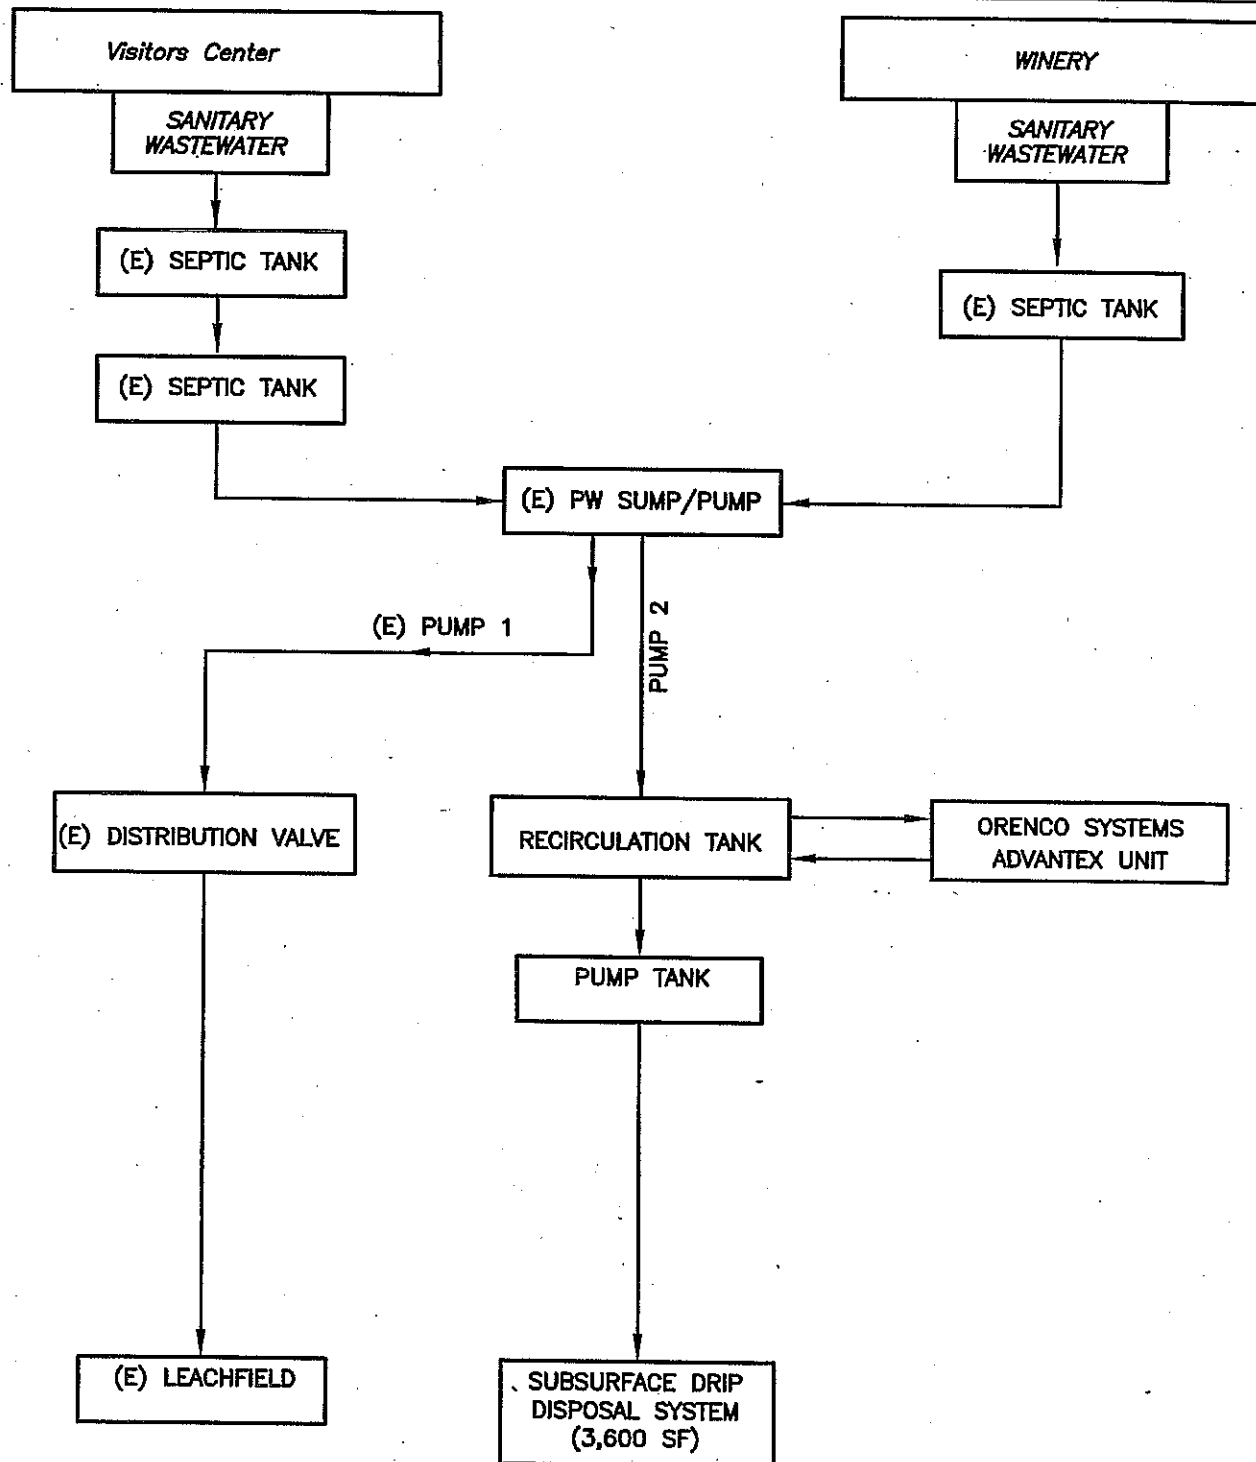 Visitors Center
WINERY
SANITARY
WASTEWATER
SANITARY
WASTEWATER
(E) SEPTIC TANK
(E) SEPTIC TANK
(E) SEPTIC TANK
(E) PW SUMP/PUMP
(E) PUMP 1
PUMP 2
(E) DISTRIBUTION VALVE
RECIRCULATION TANK
ORENCO SYSTEMS
ADVANTEX UNIT
PUMP TANK
(E) LEACHFIELD
SUBSURFACE DRIP
DISPOSAL SYSTEM
(3,600 SF)